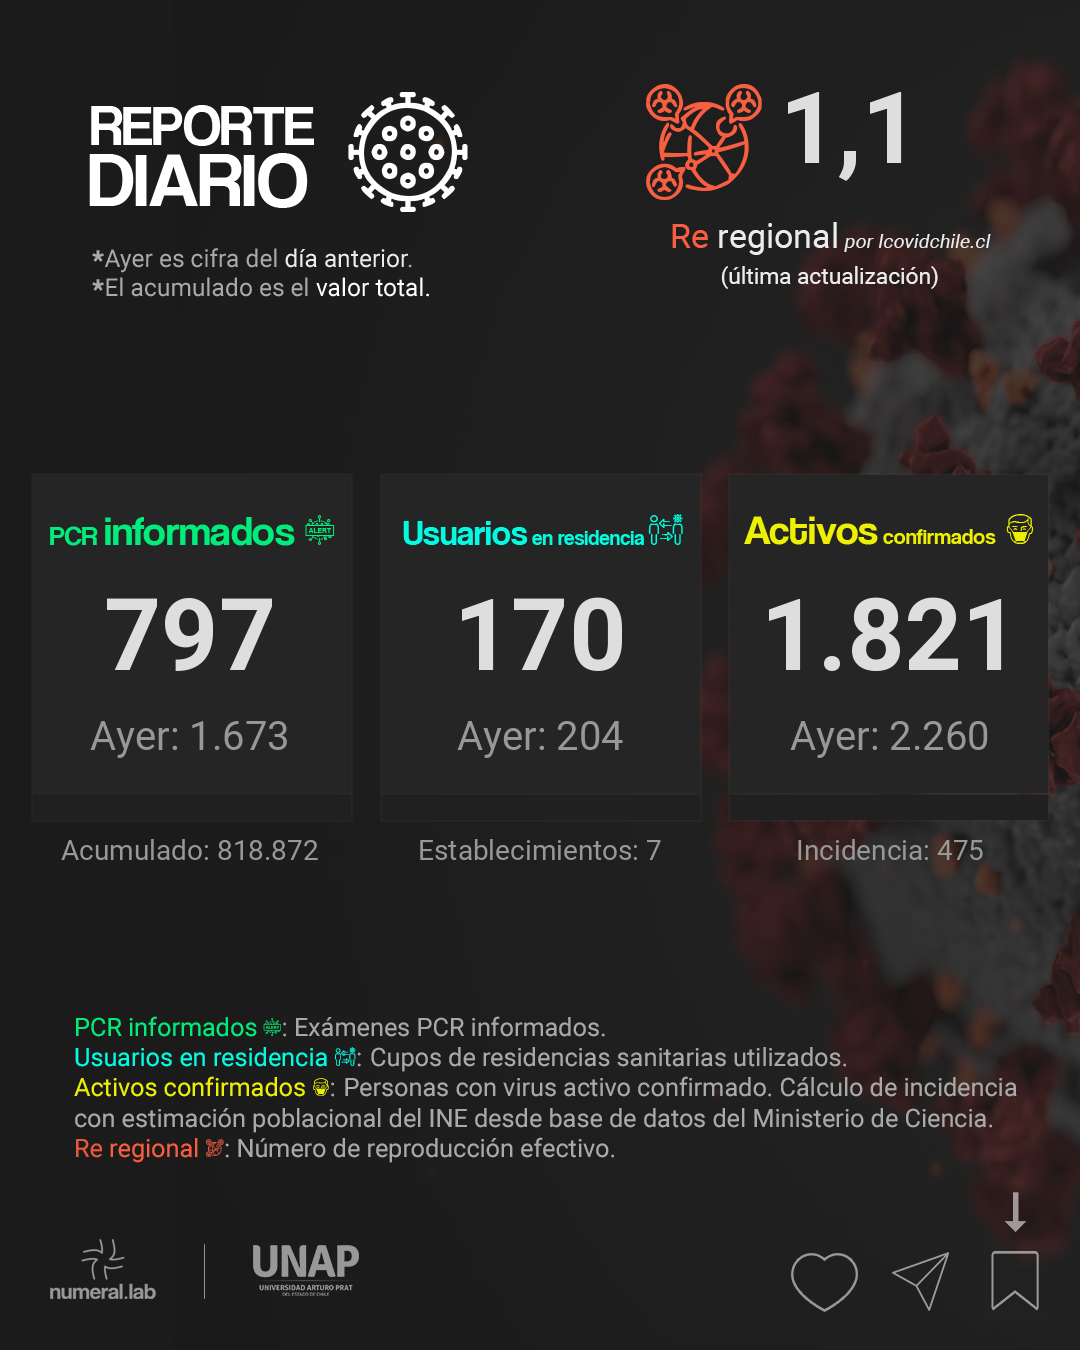 REPORTE
DIARIO
*Ayer es cifra del día anterior.
*El acumulado es el valor total.
1,1
Re regional por Icovidchile.cl
(última actualización)
PCR informados ALERT
797
Ayer: 1.673
Acumulado: 818.872
Usuarios en residencia
170
Ayer: 204
Establecimientos: 7
Activos confirmados
1.821
Ayer: 2.260
Incidencia: 475
PCR informados ALERT: Exámenes PCR informados.
Usuarios en residencia : Cupos de residencias sanitarias utilizados.
Activos confirmados : Personas con virus activo confirmado. Cálculo de incidencia
con estimación poblacional del INE desde base de datos del Ministerio de Ciencia.
Re regional : Número de reproducción efectivo.
numeral.lab
UNAP
UNIVERSIDAD ARTURO PRAT
DEL ESTADO DE CHILE